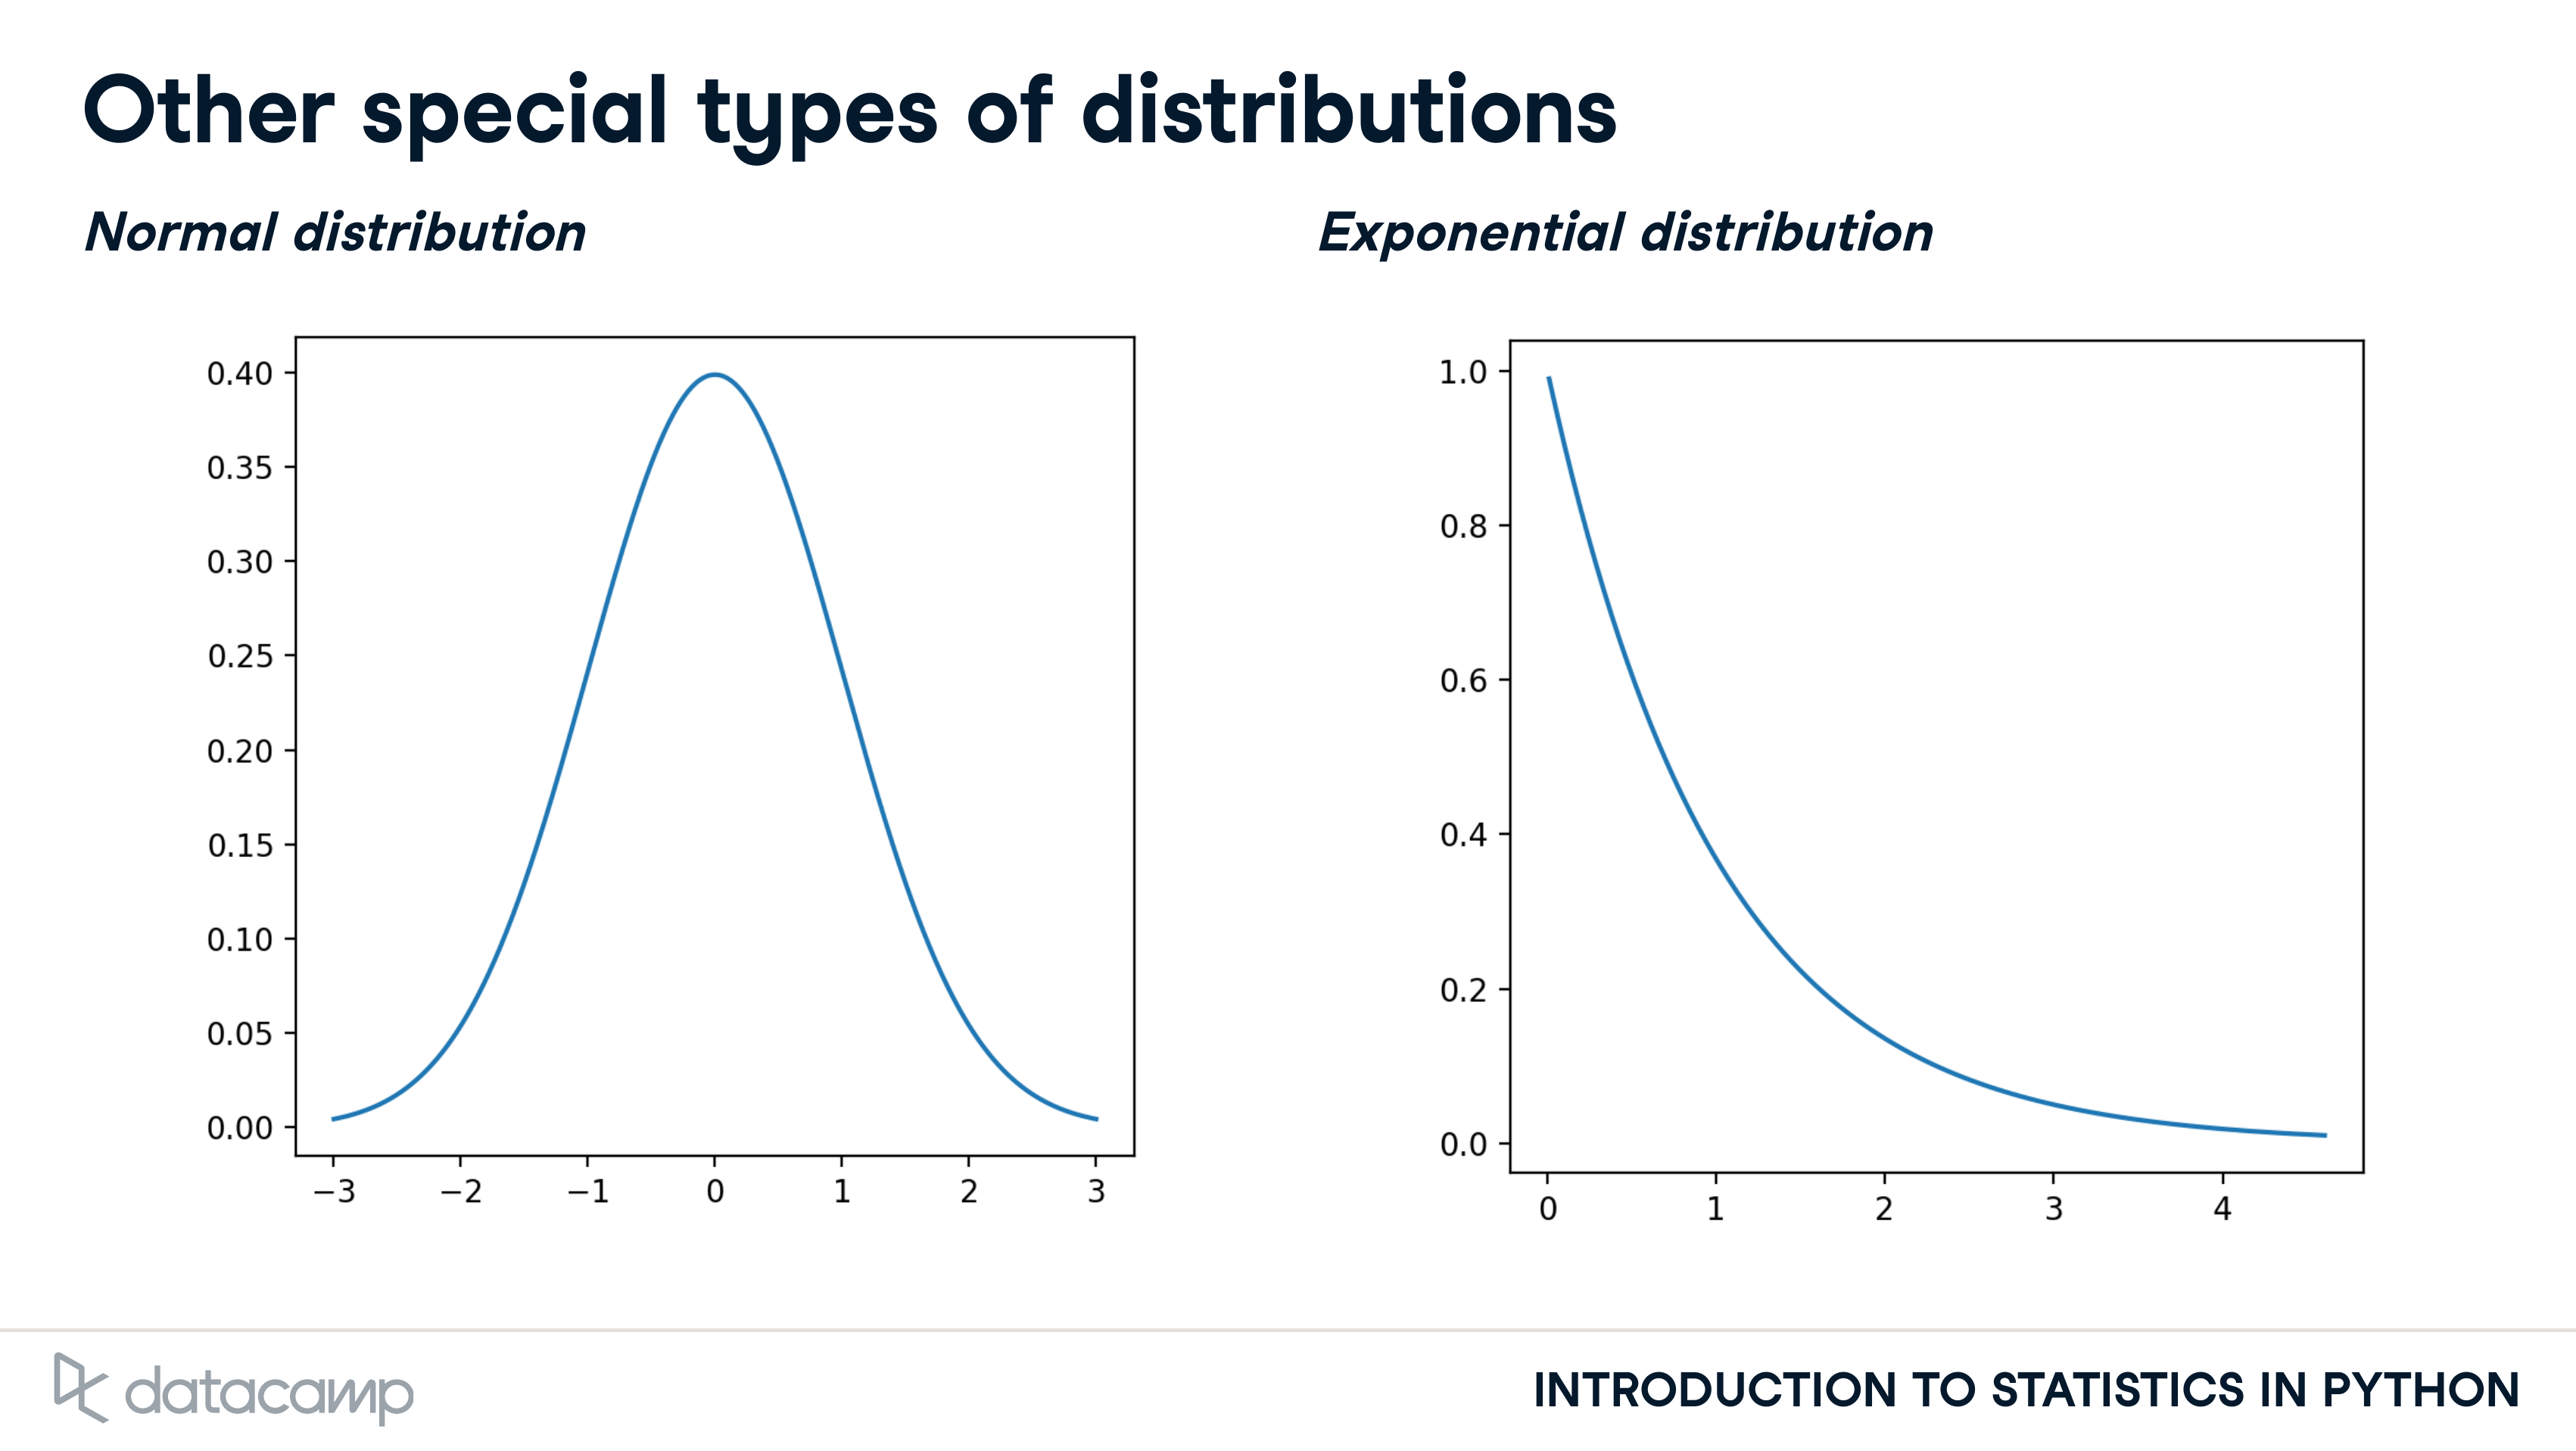 Other special types of distributions
Normal distribution
Exponential distribution
0.40
0.35
0.30
0.25
0.20
0.15
0.10
0.05
0.00
−3 −2 −1 0 1 2 3
1.0
0.8
0.6
0.4
0.2
0.0
0 1 2 3 4
datacamp
INTRODUCTION TO STATISTICS IN PYTHON